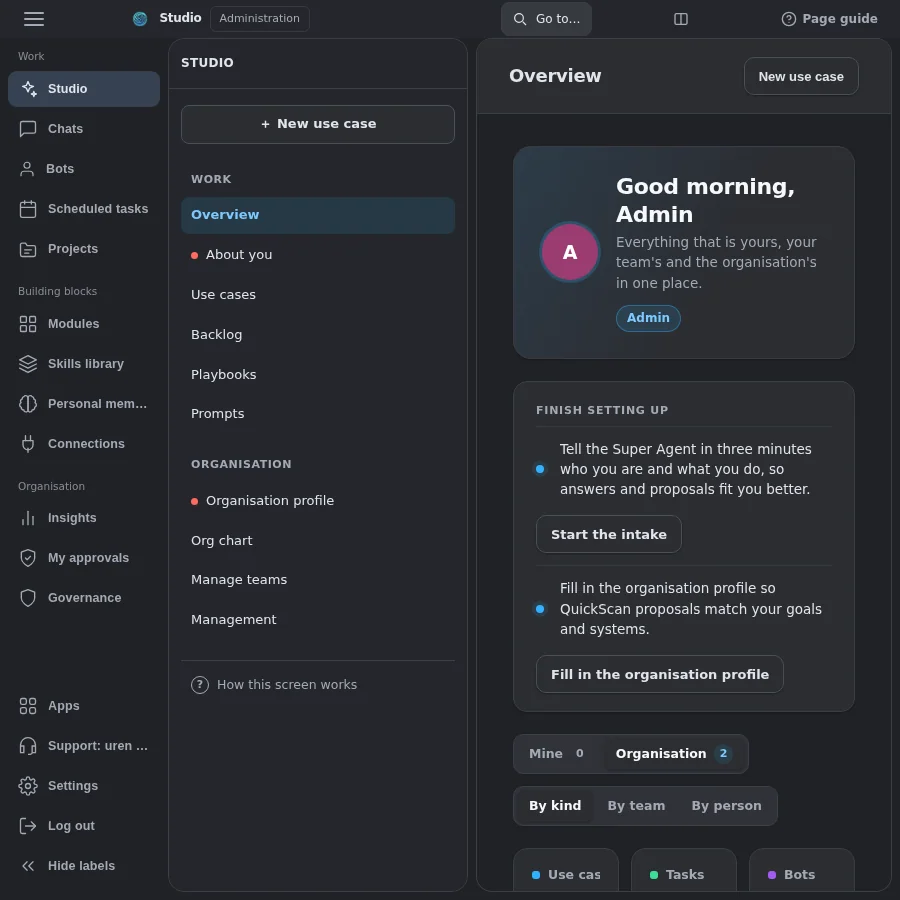 Studio
Administration
Go to...
Page guide
Work
Studio
Chats
Bots
Scheduled tasks
Projects
Building blocks
Modules
Skills library
Personal mem...
Connections
Organisation
Insights
My approvals
Governance
Apps
Support: uren ...
Settings
Log out
Hide labels
STUDIO
+ New use case
WORK
Overview
About you
Use cases
Backlog
Playbooks
Prompts
ORGANISATION
Organisation profile
Org chart
Manage teams
Management
? How this screen works
Overview
New use case
A
Good morning,
Admin
Everything that is yours, your
team's and the organisation's
in one place.
Admin
FINISH SETTING UP
Tell the Super Agent in three minutes
who you are and what you do, so
answers and proposals fit you better.
Start the intake
Fill in the organisation profile so
QuickScan proposals match your goals
and systems.
Fill in the organisation profile
Mine 0
Organisation 2
By kind
By team
By person
Use cas
Tasks
Bots